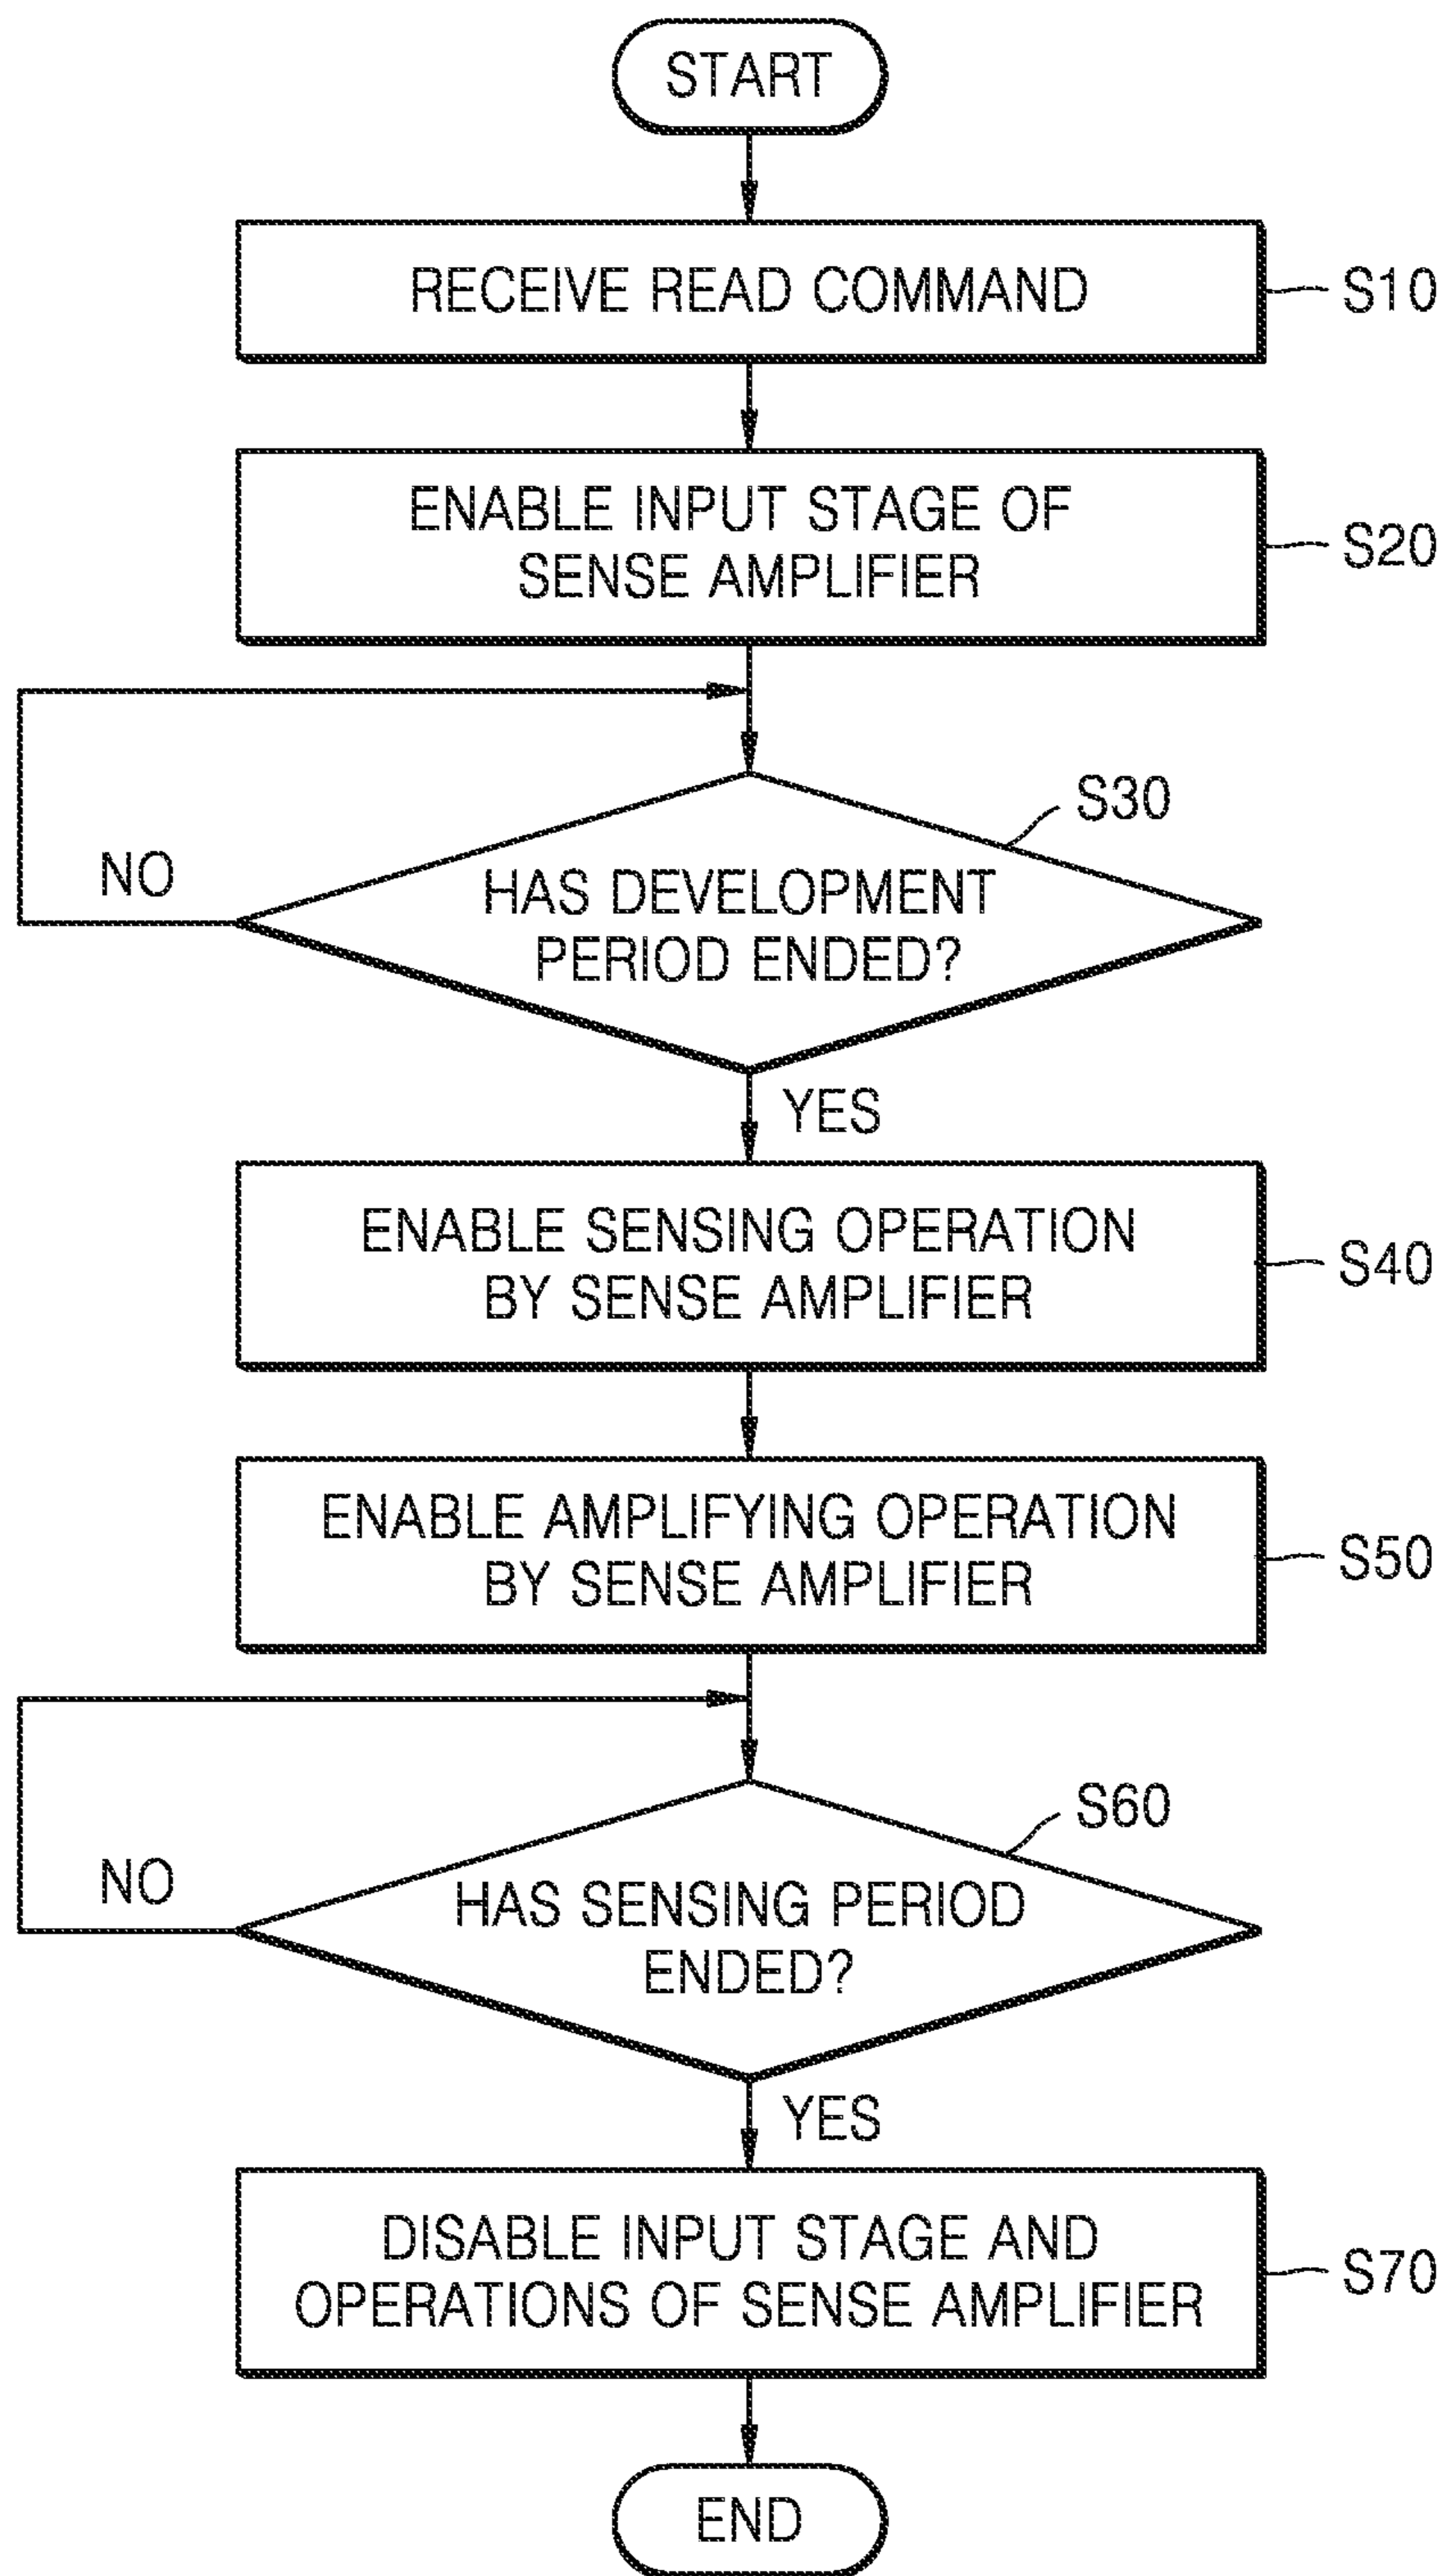 START
RECEIVE READ COMMAND
S10
ENABLE INPUT STAGE OF
SENSE AMPLIFIER
S20
S30
NO
HAS DEVELOPMENT
PERIOD ENDED?
YES
ENABLE SENSING OPERATION
BY SENSE AMPLIFIER
S40
ENABLE AMPLIFYING OPERATION
BY SENSE AMPLIFIER
S50
S60
NO
HAS SENSING PERIOD
ENDED?
YES
DISABLE INPUT STAGE AND
OPERATIONS OF SENSE AMPLIFIER
S70
END